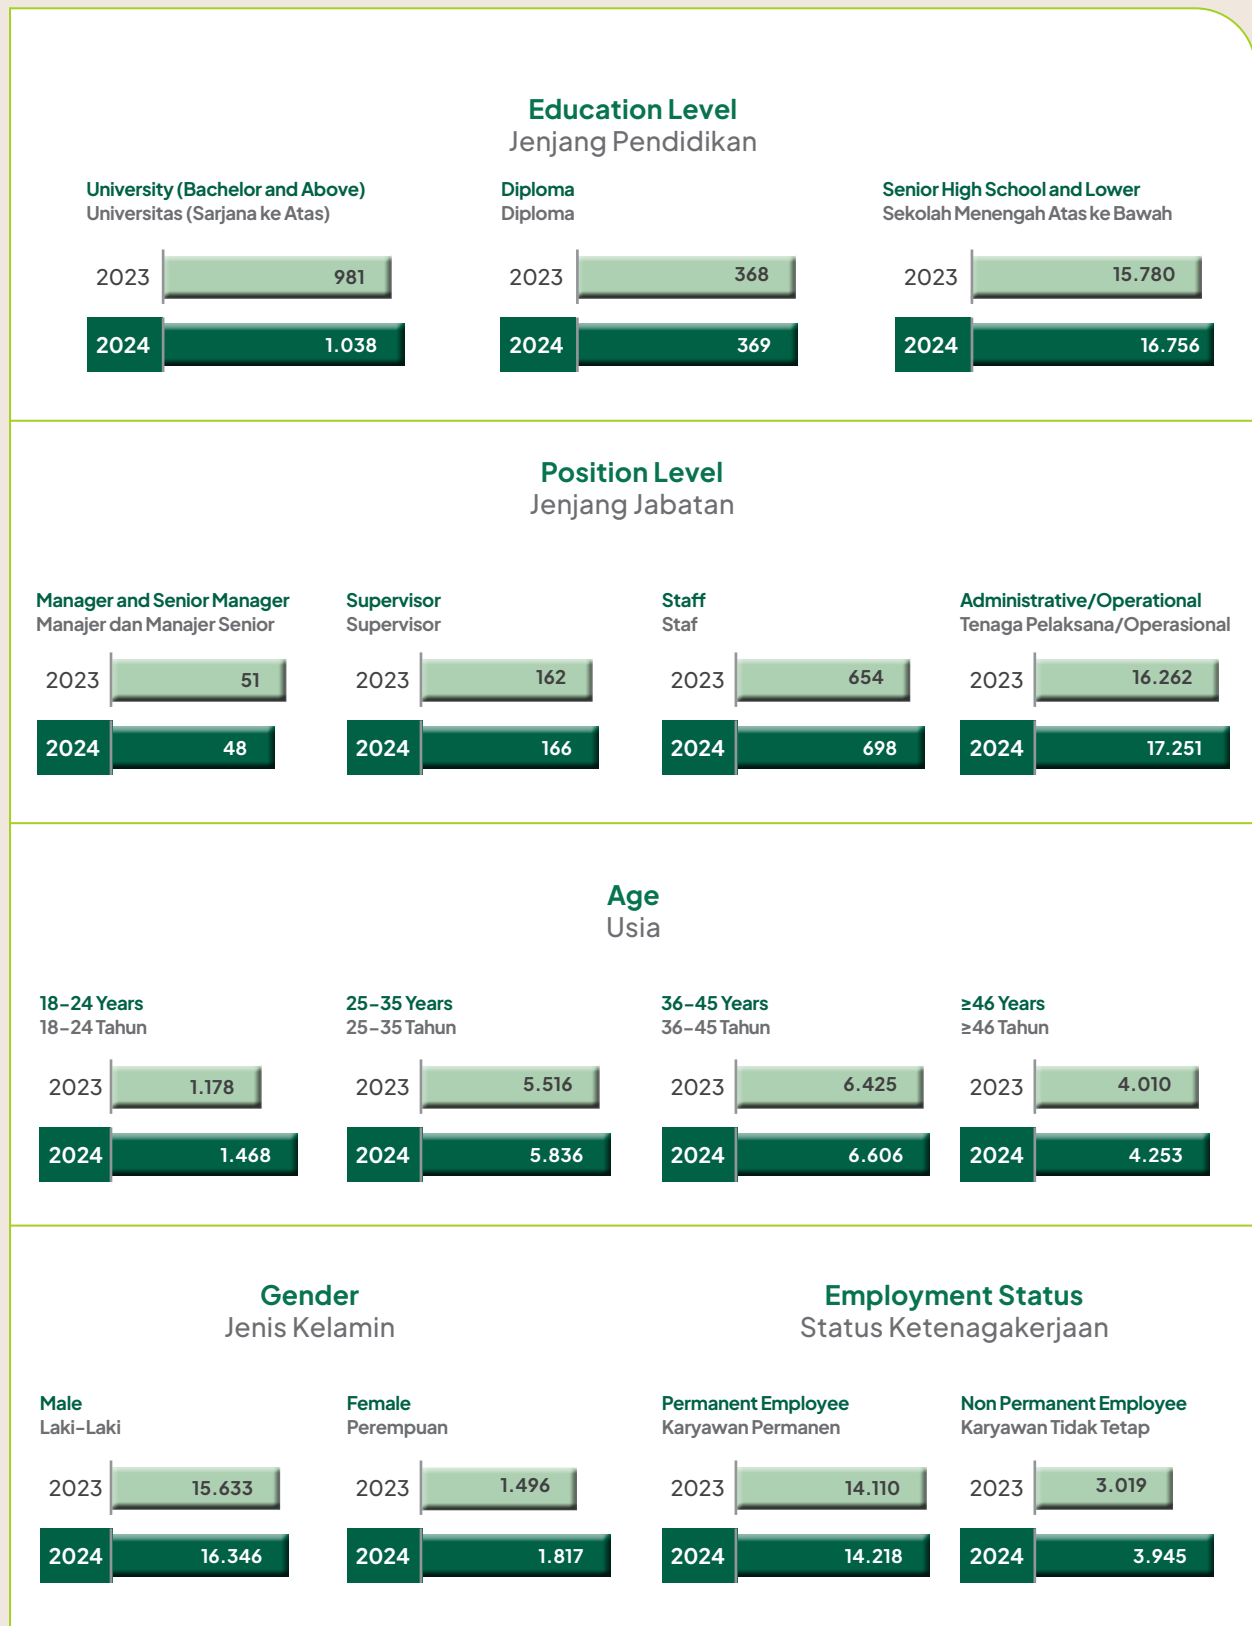 Education Level
Jenjang Pendidikan
University (Bachelor and Above)
Universitas (Sarjana ke Atas)
2023 981
2024 1.038
Diploma
Diploma
2023 368
2024 369
Senior High School and Lower
Sekolah Menengah Atas ke Bawah
2023 15.780
2024 16.756
Position Level
Jenjang Jabatan
Manager and Senior Manager
Manajer dan Manajer Senior
2023 51
2024 48
Supervisor
Supervisor
2023 162
2024 166
Staff
Staf
2023 654
2024 698
Administrative/Operational
Tenaga Pelaksana/Operasional
2023 16.262
2024 17.251
Age
Usia
18-24 Years
18-24 Tahun
2023 1.178
2024 1.468
25-35 Years
25-35 Tahun
2023 5.516
2024 5.836
36-45 Years
36-45 Tahun
2023 6.425
2024 6.606
≥46 Years
≥46 Tahun
2023 4.010
2024 4.253
Gender
Jenis Kelamin
Male
Laki-Laki
2023 15.633
2024 16.346
Female
Perempuan
2023 1.496
2024 1.817
Employment Status
Status Ketenagakerjaan
Permanent Employee
Karyawan Permanen
2023 14.110
2024 14.218
Non Permanent Employee
Karyawan Tidak Tetap
2023 3.019
2024 3.945